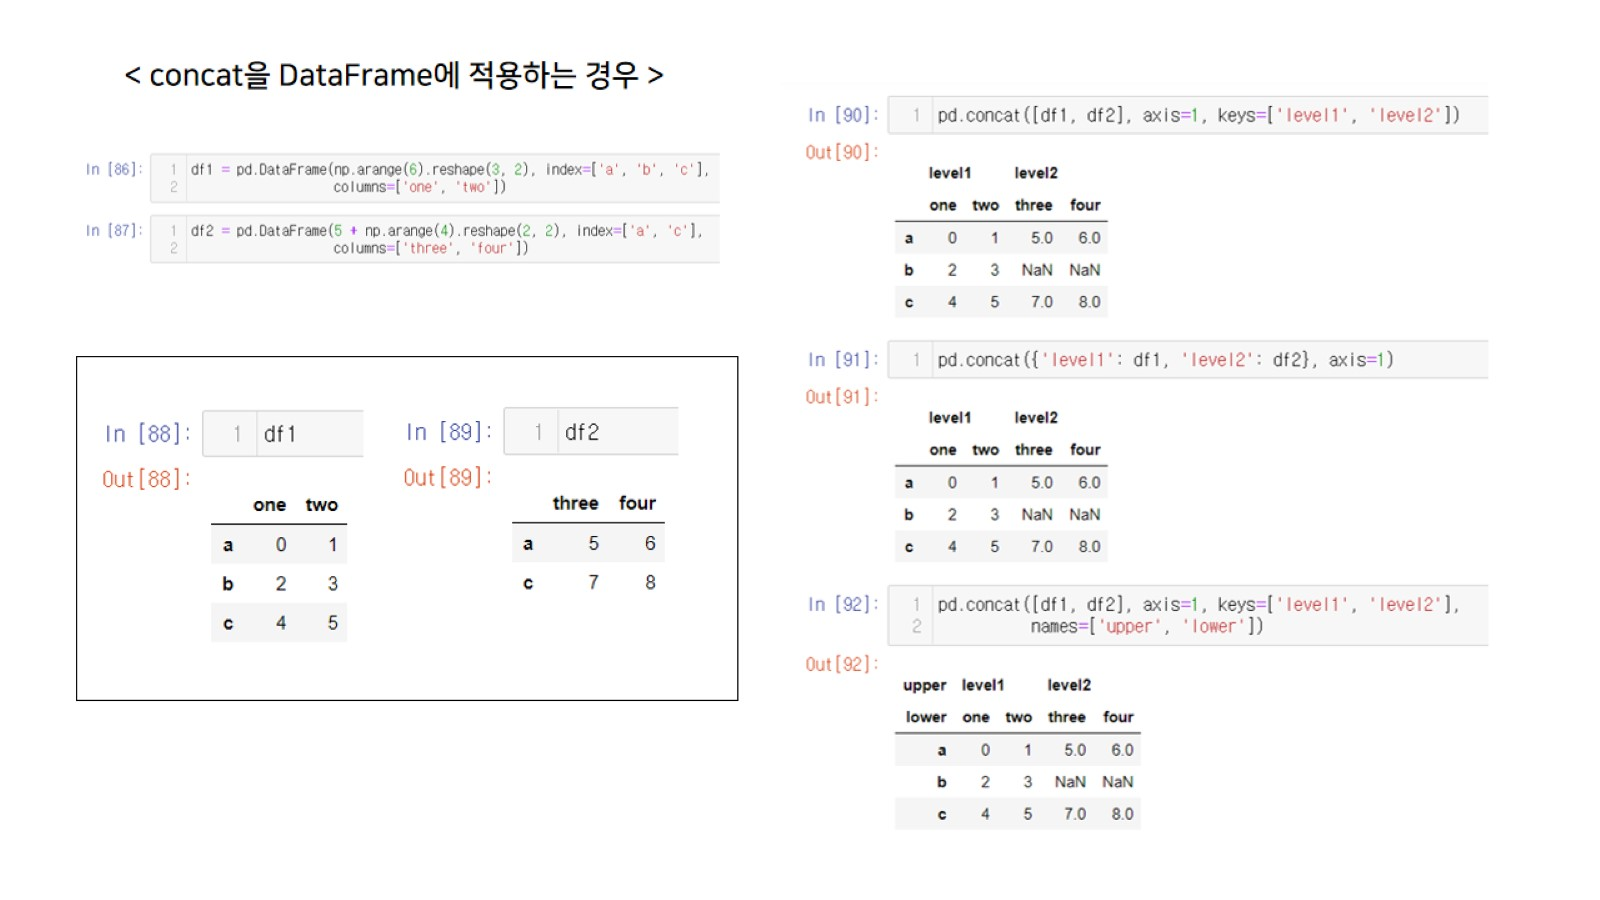 < concat을 DataFrame에 적용하는 경우 >
In [86]:
1 df1 = pd.DataFrame(np.arange(6).reshape(3, 2), index=['a', 'b', 'c'],
2 columns=['one', 'two'])
In [87]:
1 df2 = pd.DataFrame(5 + np.arange(4).reshape(2, 2), index=['a', 'c'],
2 columns=['three', 'four'])
In [88]:
1 df1
Out[88]:
one two
a 0 1
b 2 3
c 4 5
In [89]:
1 df2
Out[89]:
three four
a 5 6
c 7 8
In [90]:
1 pd.concat([df1, df2], axis=1, keys=['level1', 'level2'])
Out[90]:
level1 level2
one two three four
a 0 1 5.0 6.0
b 2 3 NaN NaN
c 4 5 7.0 8.0
In [91]:
1 pd.concat({'level1': df1, 'level2': df2}, axis=1)
Out[91]:
level1 level2
one two three four
a 0 1 5.0 6.0
b 2 3 NaN NaN
c 4 5 7.0 8.0
In [92]:
1 pd.concat([df1, df2], axis=1, keys=['level1', 'level2'],
2 names=['upper', 'lower'])
Out[92]:
upper level1 level2
lower one two three four
a 0 1 5.0 6.0
b 2 3 NaN NaN
c 4 5 7.0 8.0